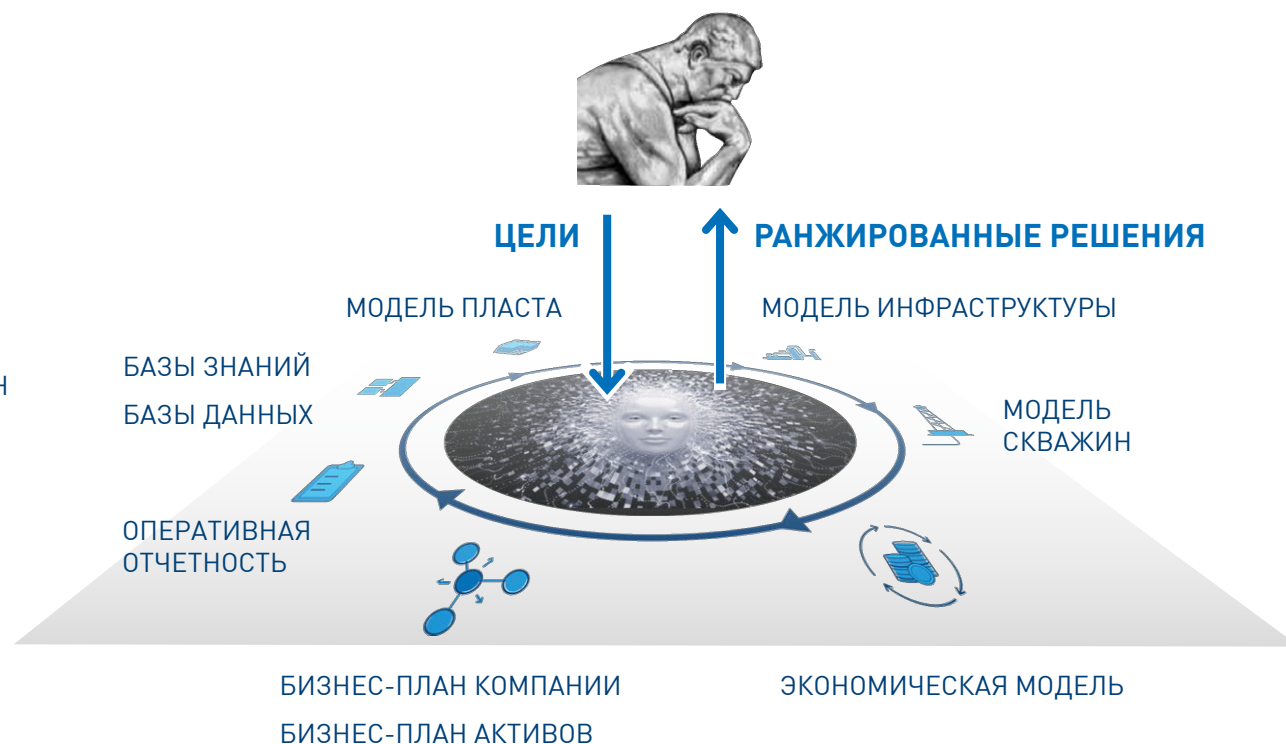 ЦЕЛИ
РАНЖИРОВАННЫЕ РЕШЕНИЯ
МОДЕЛЬ ПЛАСТА
МОДЕЛЬ ИНФРАСТРУКТУРЫ
БАЗЫ ЗНАНИЙ
БАЗЫ ДАННЫХ
МОДЕЛЬ
СКВАЖИН
ОПЕРАТИВНАЯ
ОТЧЕТНОСТЬ
БИЗНЕС-ПЛАН КОМПАНИИ
ЭКОНОМИЧЕСКАЯ МОДЕЛЬ
БИЗНЕС-ПЛАН АКТИВОВ